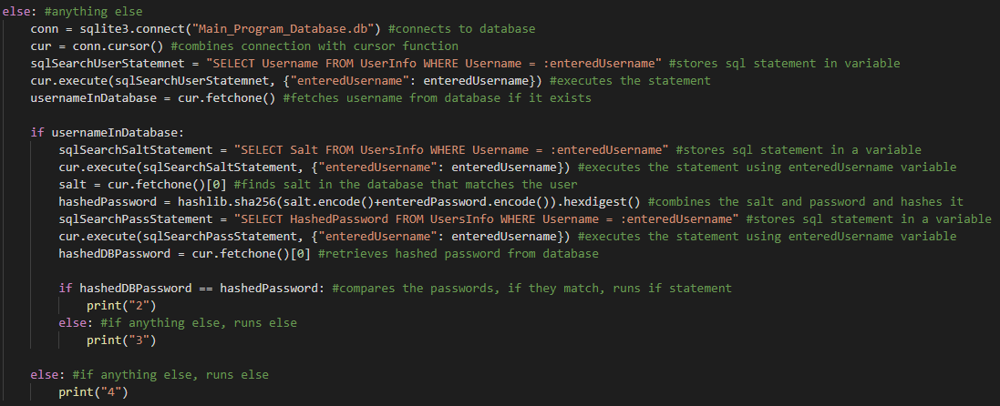 else: #anything else
conn = sqlite3.connect("Main_Program_Database.db") #connects to database
cur = conn.cursor() #combines connection with cursor function
sqlSearchUserStatemnet = "SELECT Username FROM UserInfo WHERE Username = :enteredUsername" #stores sql statement in variable
cur.execute(sqlSearchUserStatemnet, {"enteredUsername": enteredUsername}) #executes the statement
usernameInDatabase = cur.fetchone() #fetches username from database if it exists
if usernameInDatabase:
sqlSearchSaltStatement = "SELECT Salt FROM UsersInfo WHERE Username = :enteredUsername" #stores sql statement in a variable
cur.execute(sqlSearchSaltStatement, {"enteredUsername": enteredUsername}) #executes the statement using enteredUsername variable
salt = cur.fetchone()[0] #finds salt in the database that matches the user
hashedPassword = hashlib.sha256(salt.encode()+enteredPassword.encode()).hexdigest() #combines the salt and password and hashes it
sqlSearchPassStatement = "SELECT HashedPassword FROM UsersInfo WHERE Username = :enteredUsername" #stores sql statement in a variable
cur.execute(sqlSearchPassStatement, {"enteredUsername": enteredUsername}) #executes the statement using enteredUsername variable
hashedDBPassword = cur.fetchone()[0] #retrieves hashed password from database
if hashedDBPassword == hashedPassword: #compares the passwords, if they match, runs if statement
print("2")
else: #if anything else, runs else
print("3")
else: #if anything else, runs else
print("4")